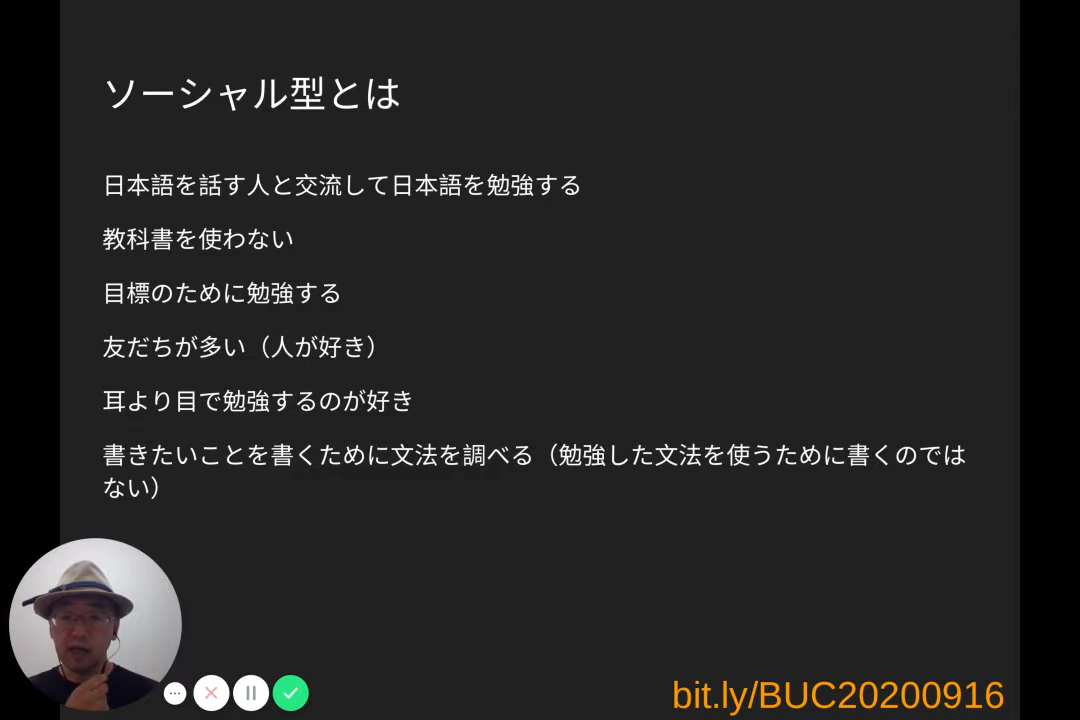 ソーシャル型とは
日本語を話す人と交流して日本語を勉強する
教科書を使わない
目標のために勉強する
友だちが多い（人が好き）
耳より目で勉強するのが好き
書きたいことを書くために文法を調べる（勉強した文法を使うために書くのでは
ない）
bit.ly/BUC20200916